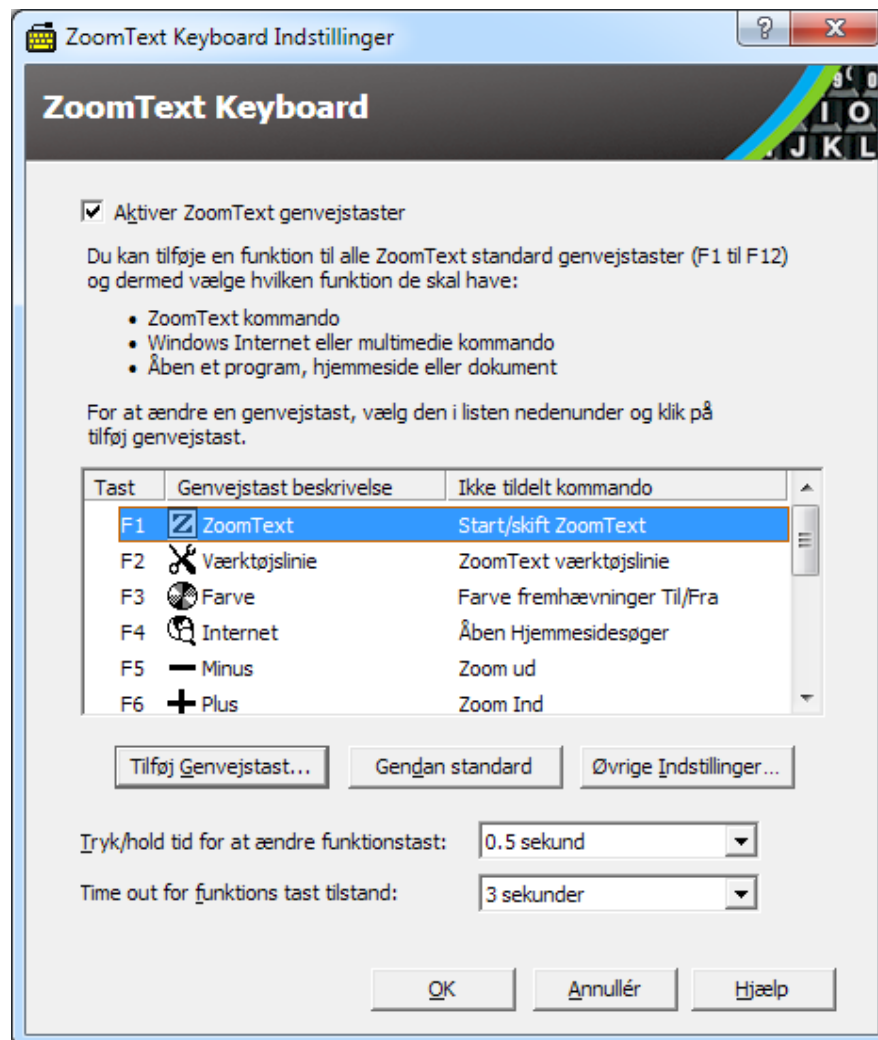 ZoomText Keyboard Indstillinger
ZoomText Keyboard
9 ( 0
I O
J K L
Aktiver ZoomText genvejstaster
Du kan tilføje en funktion til alle ZoomText standard genvejstaster (F1 til F12)
og dermed vælge hvilken funktion de skal have:
• ZoomText kommando
• Windows Internet eller multimedie kommando
• Åben et program, hjemmeside eller dokument
For at ændre en genvejstast, vælg den i listen nedenunder og klik på
tilføj genvejstast.
Tast Genvejstast beskrivelse Ikke tildelt kommando
F1 Z ZoomText Start/skift ZoomText
F2 Værktøjslinie ZoomText værktøjslinie
F3 Farve Farve fremhævninger Til/Fra
F4 Internet Åben Hjemmesidesøger
F5 Minus Zoom ud
F6 Plus Zoom Ind
Tilføj Genvejstast... Gendan standard Øvrige Indstillinger...
Tryk/hold tid for at ændre funktionstast: 0.5 sekund
Time out for funktions tast tilstand: 3 sekunder
OK Annullér Hjælp